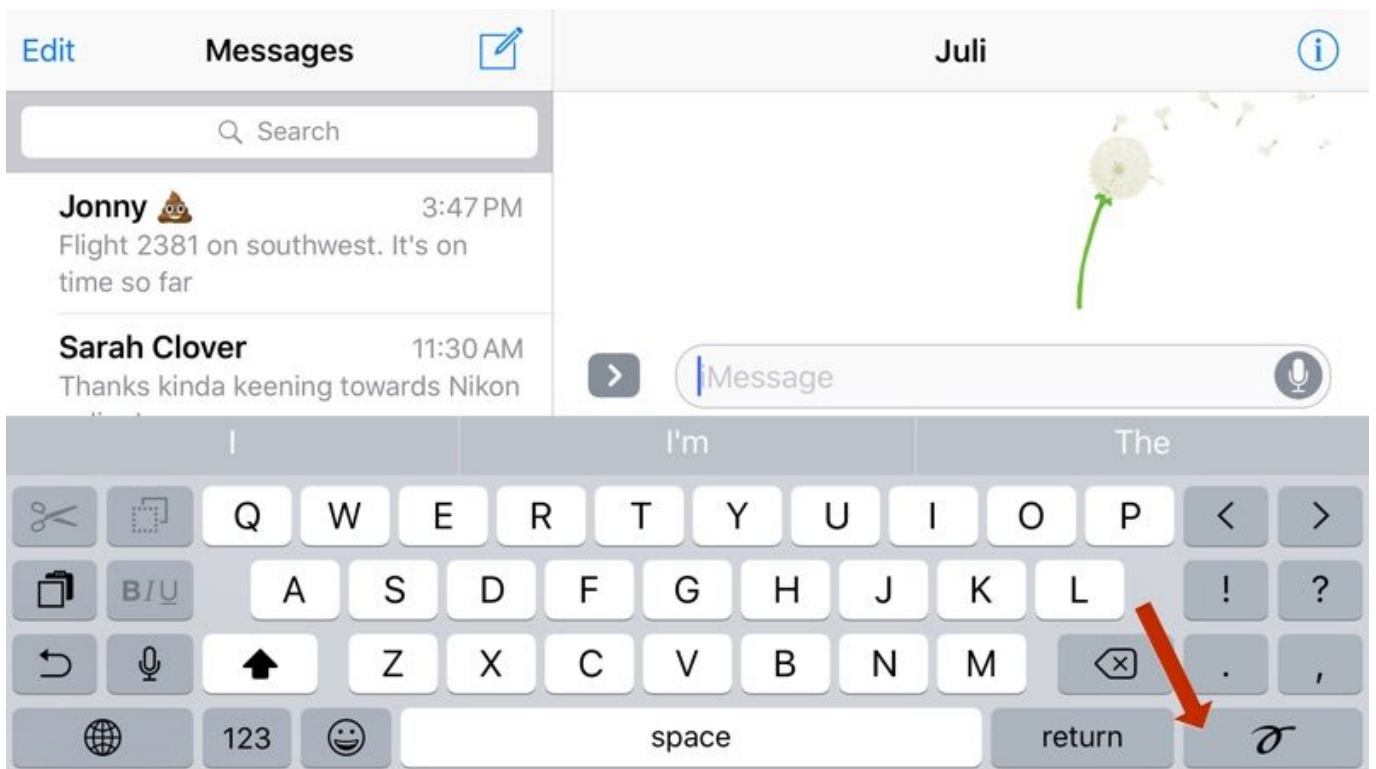 Edit Messages
Juli
Search
Jonny 💩 3:47 PM
Flight 2381 on southwest. It's on
time so far
Sarah Clover 11:30 AM
Thanks kinda keening towards Nikon
iMessage
I I'm The
Q W E R T Y U I O P < >
B I U A S D F G H J K L ! ?
Z X C V B N M . ,
123 space return